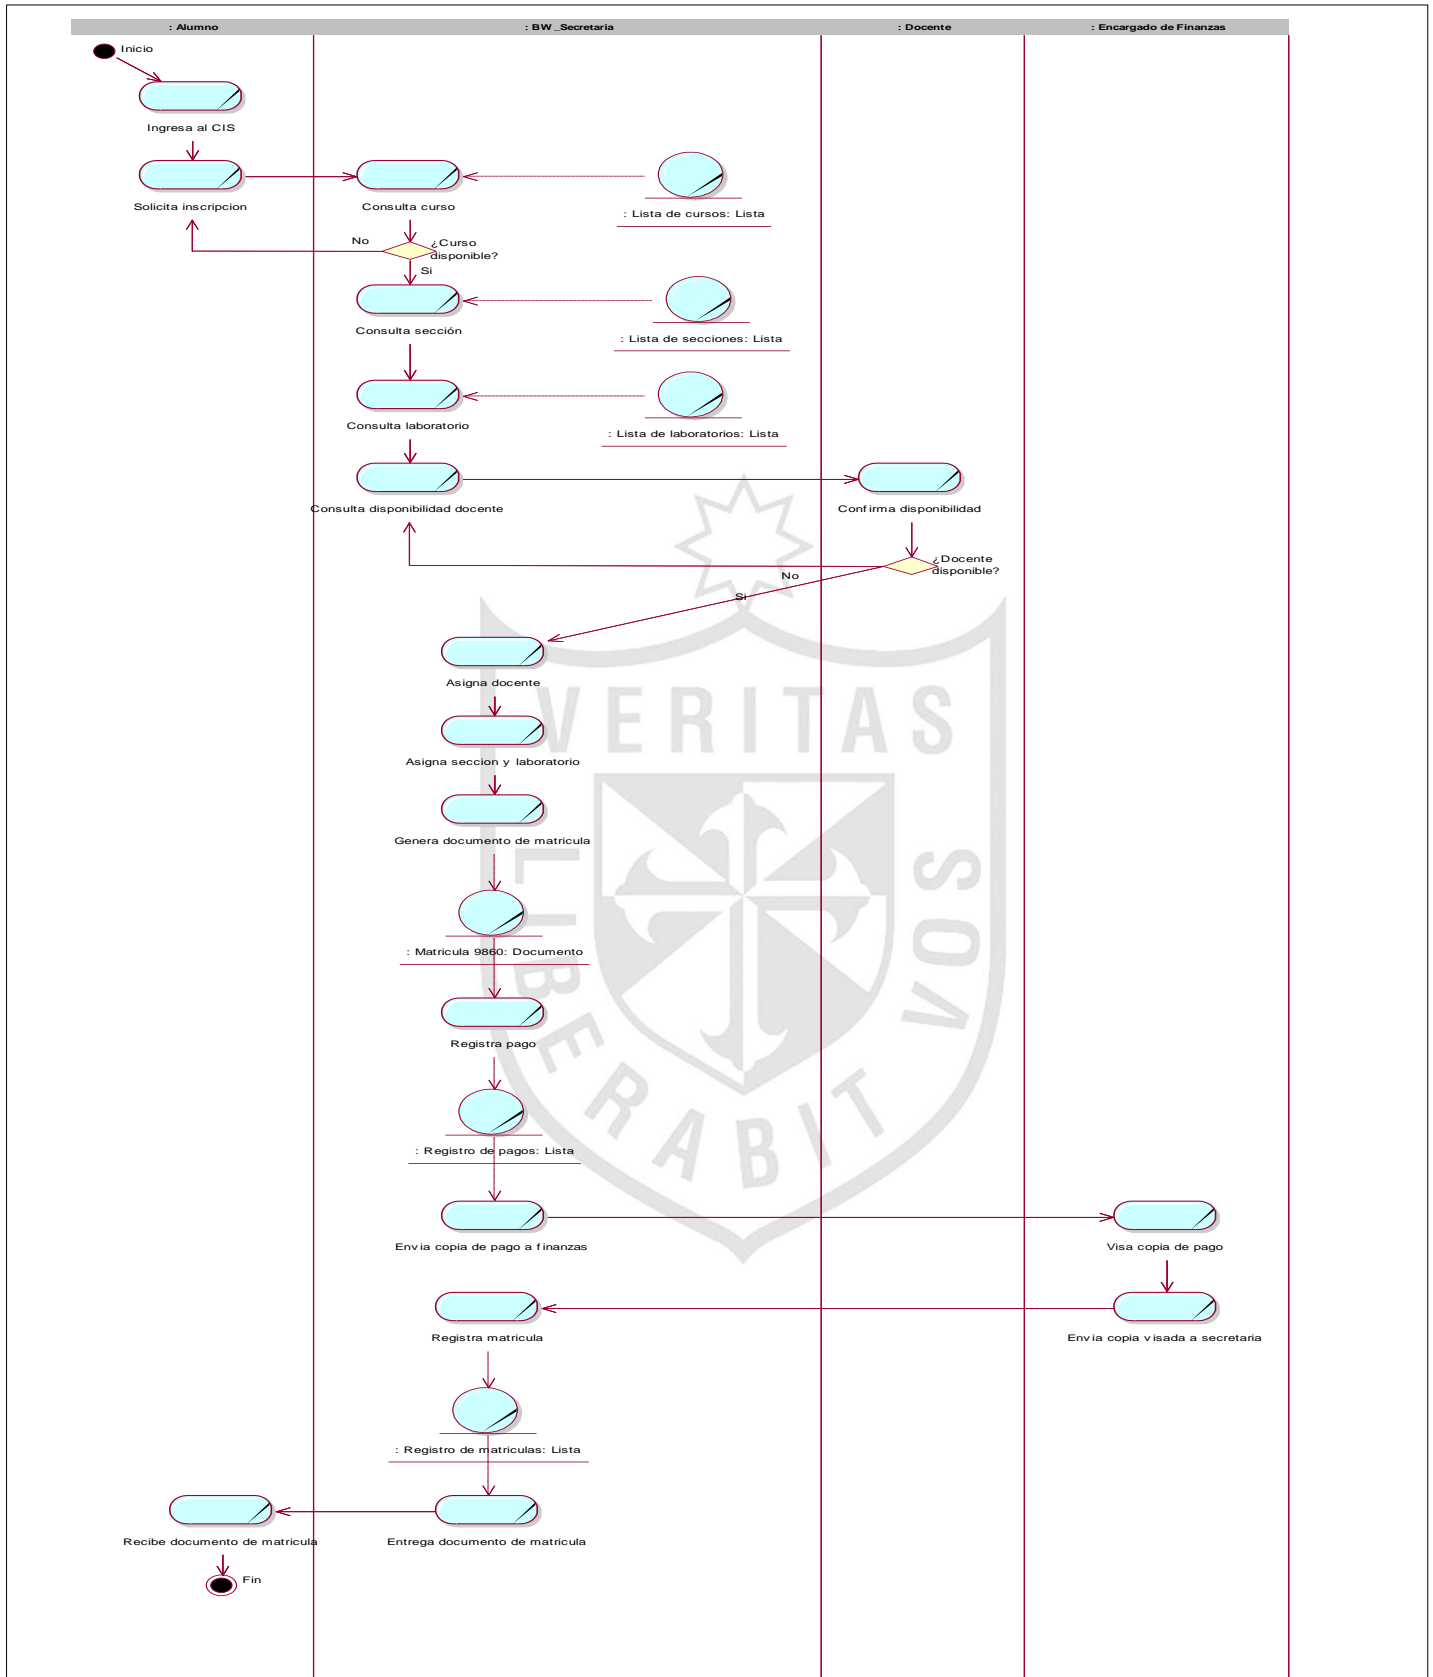 : Alumno
: BW_Secretaria
: Docente
: Encargado de Finanzas
Inicio
Ingresa al CIS
Solicita inscripcion
Consulta curso
: Lista de cursos: Lista
No
¿Curso
disponible?
Si
Consulta sección
: Lista de secciones: Lista
Consulta laboratorio
: Lista de laboratorios: Lista
Consulta disponibilidad docente
Confirma disponibilidad
¿Docente
disponible?
No
Si
Asigna docente
VERITAS
Asigna seccion y laboratorio
Genera documento de matricula
LIBERABIT
VOS
: Matricula 9860: Documento
Registra pago
: Registro de pagos: Lista
Envia copia de pago a finanzas
Visa copia de pago
Registra matricula
Envia copia visada a secretaria
: Registro de matriculas: Lista
Recibe documento de matricula
Entrega documento de matricula
Fin